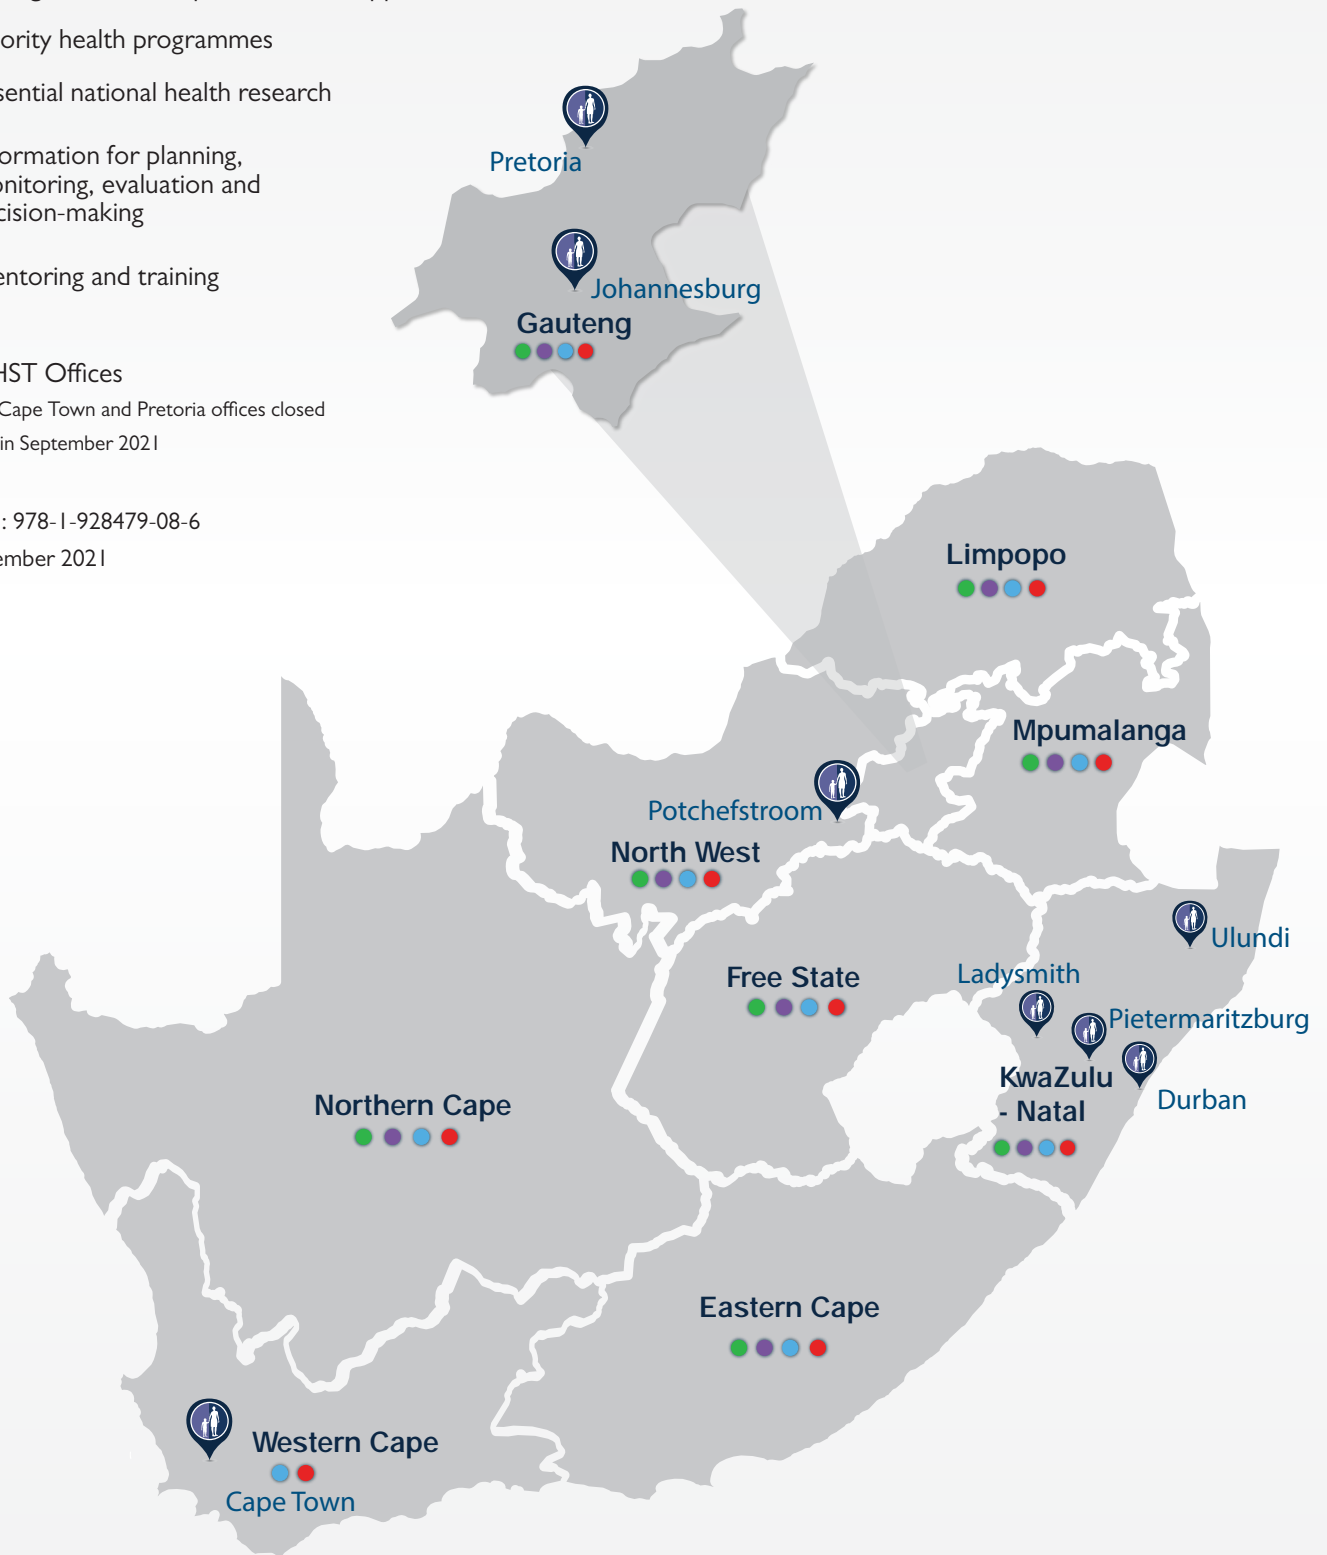 ority health programmes
sential national health research
ormation for planning,
onitoring, evaluation and
cision-making
entoring and training
HST Offices
Cape Town and Pretoria offices closed
in September 2021
: 978-1-928479-08-6
ember 2021
Pretoria
Johannesburg
Gauteng
Limpopo
Mpumalanga
Potchefstroom
North West
Ulundi
Free State
Ladysmith
Pietermaritzburg
KwaZulu
- Natal
Durban
Northern Cape
Eastern Cape
Western Cape
Cape Town